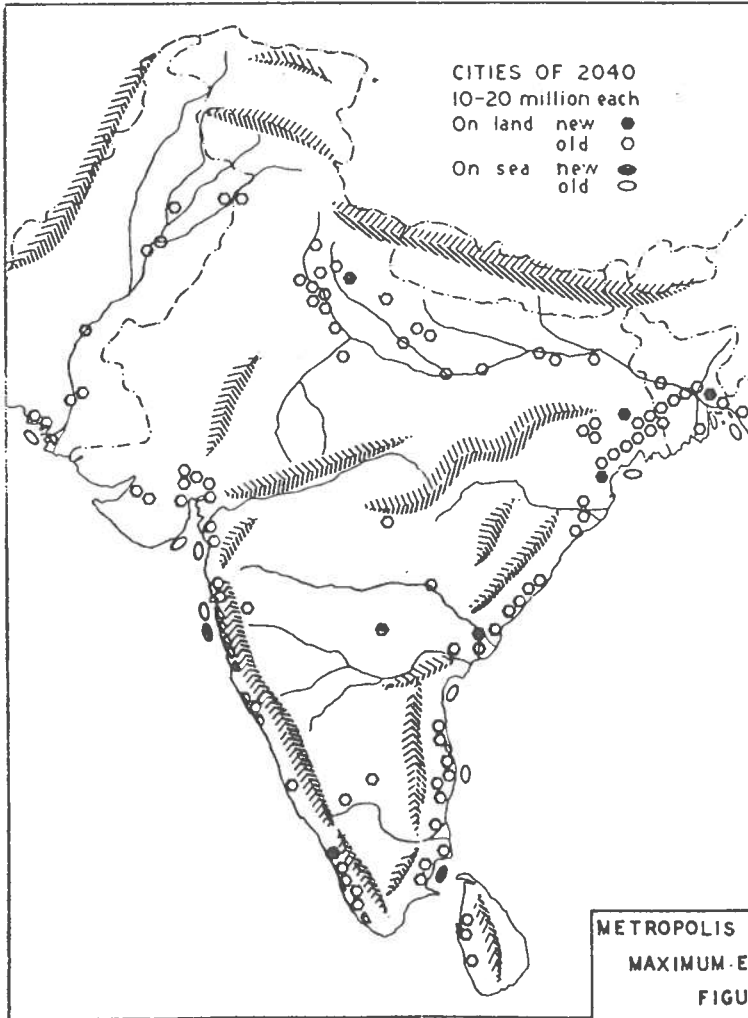 CITIES OF 2040
10-20 million each
On land new
old
On sea new
old
METROPOLIS
MAXIMUM-E
FIGU